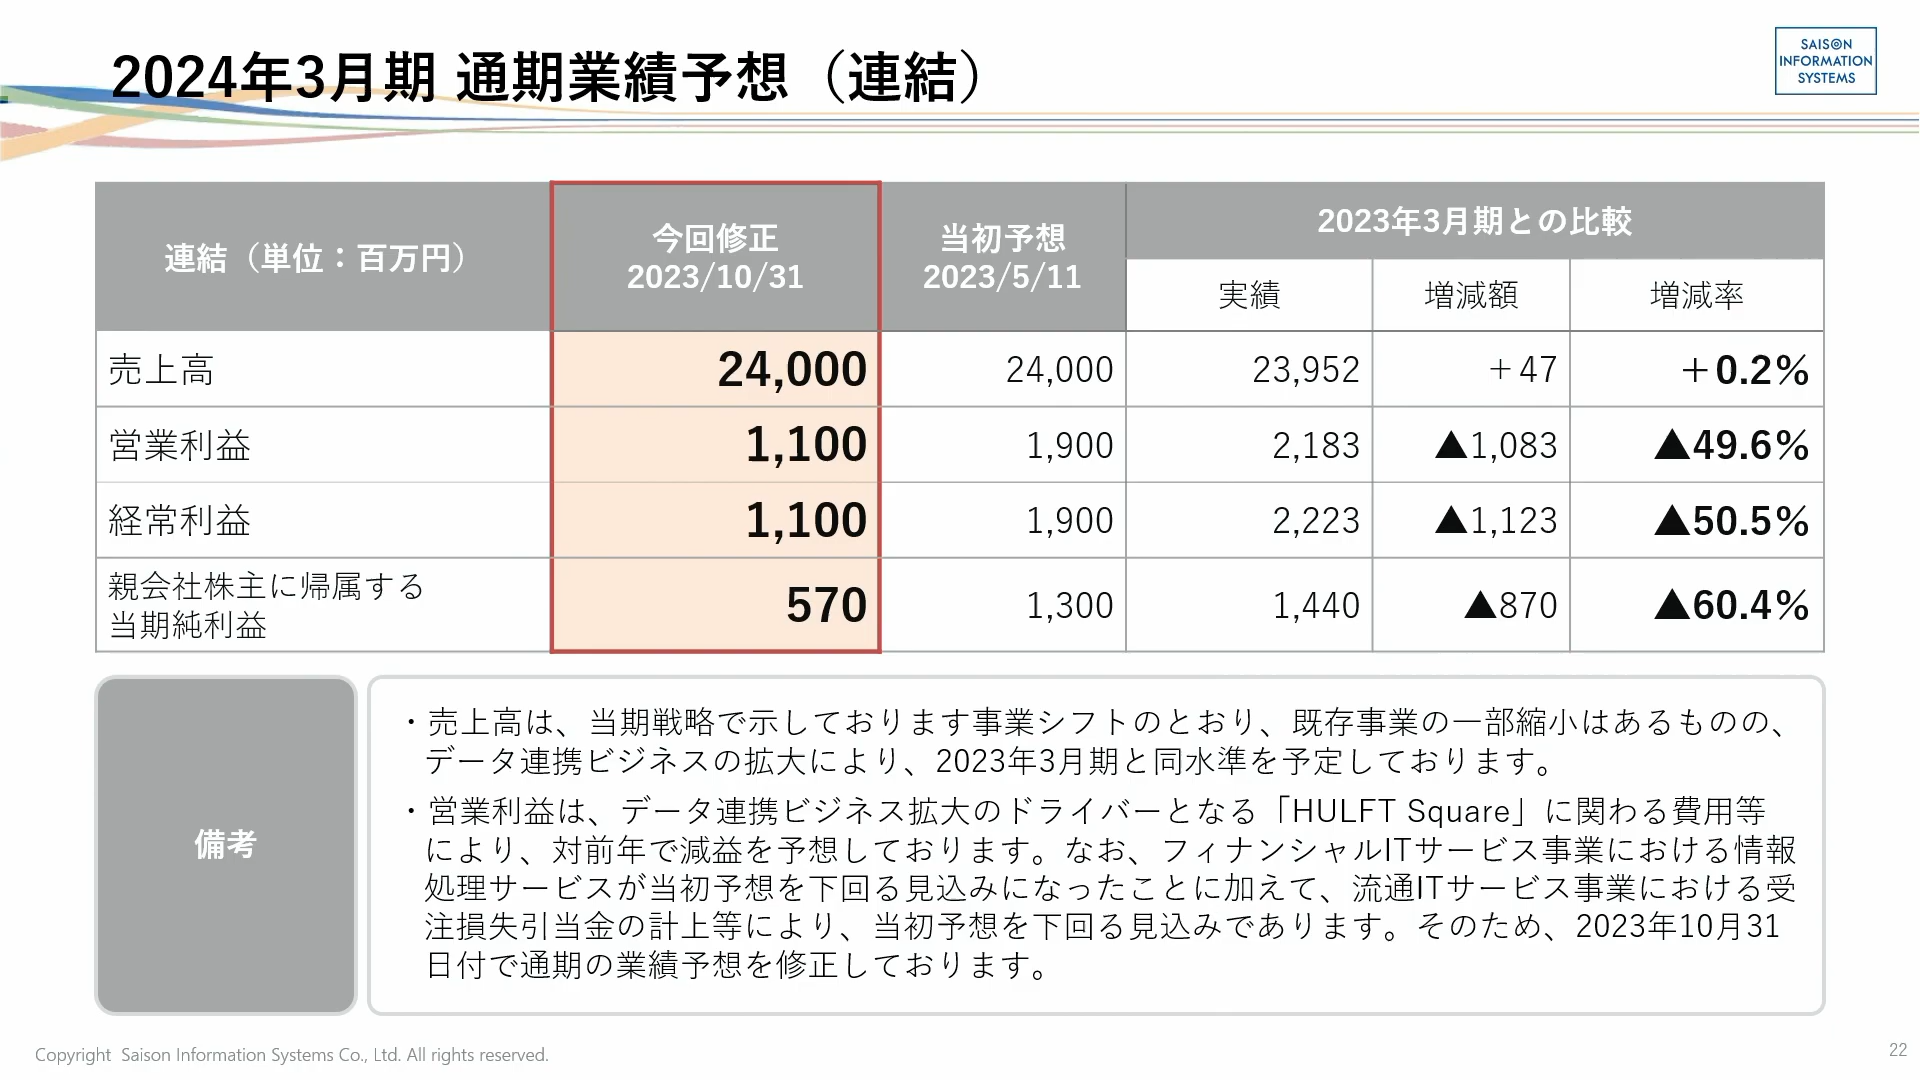 2024年3月期 通期業績予想（連結）
SAISON
INFORMATION
SYSTEMS
連結（単位：百万円）
今回修正
2023/10/31
当初予想
2023/5/11
2023年3月期との比較
実績
増減額
増減率
売上高
24,000
24,000
23,952
＋47
＋0.2%
営業利益
1,100
1,900
2,183
▲1,083
▲49.6%
経常利益
1,100
1,900
2,223
▲1,123
▲50.5%
親会社株主に帰属する
当期純利益
570
1,300
1,440
▲870
▲60.4%
備考
・売上高は、当期戦略で示しております事業シフトのとおり、既存事業の一部縮小はあるものの、
データ連携ビジネスの拡大により、2023年3月期と同水準を予定しております。
・営業利益は、データ連携ビジネス拡大のドライバーとなる「HULFT Square」に関わる費用等
により、対前年で減益を予想しております。なお、フィナンシャルITサービス事業における情報
処理サービスが当初予想を下回る見込みになったことに加えて、流通ITサービス事業における受
注損失引当金の計上等により、当初予想を下回る見込みであります。そのため、2023年10月31
日付で通期の業績予想を修正しております。
Copyright Saison Information Systems Co., Ltd. All rights reserved.
22